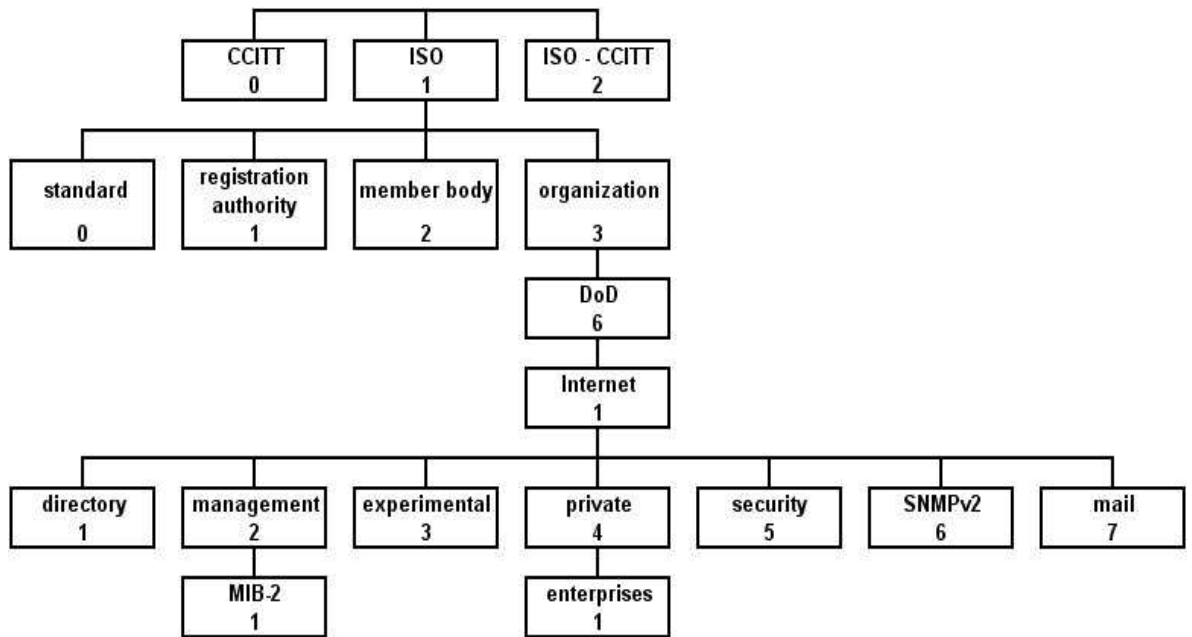 CCITT
0
ISO
1
ISO - CCITT
2
standard
0
registration
authority
1
member body
2
organization
3
DoD
6
Internet
1
directory
1
management
2
experimental
3
private
4
security
5
SNMPv2
6
mail
7
MIB-2
1
enterprises
1